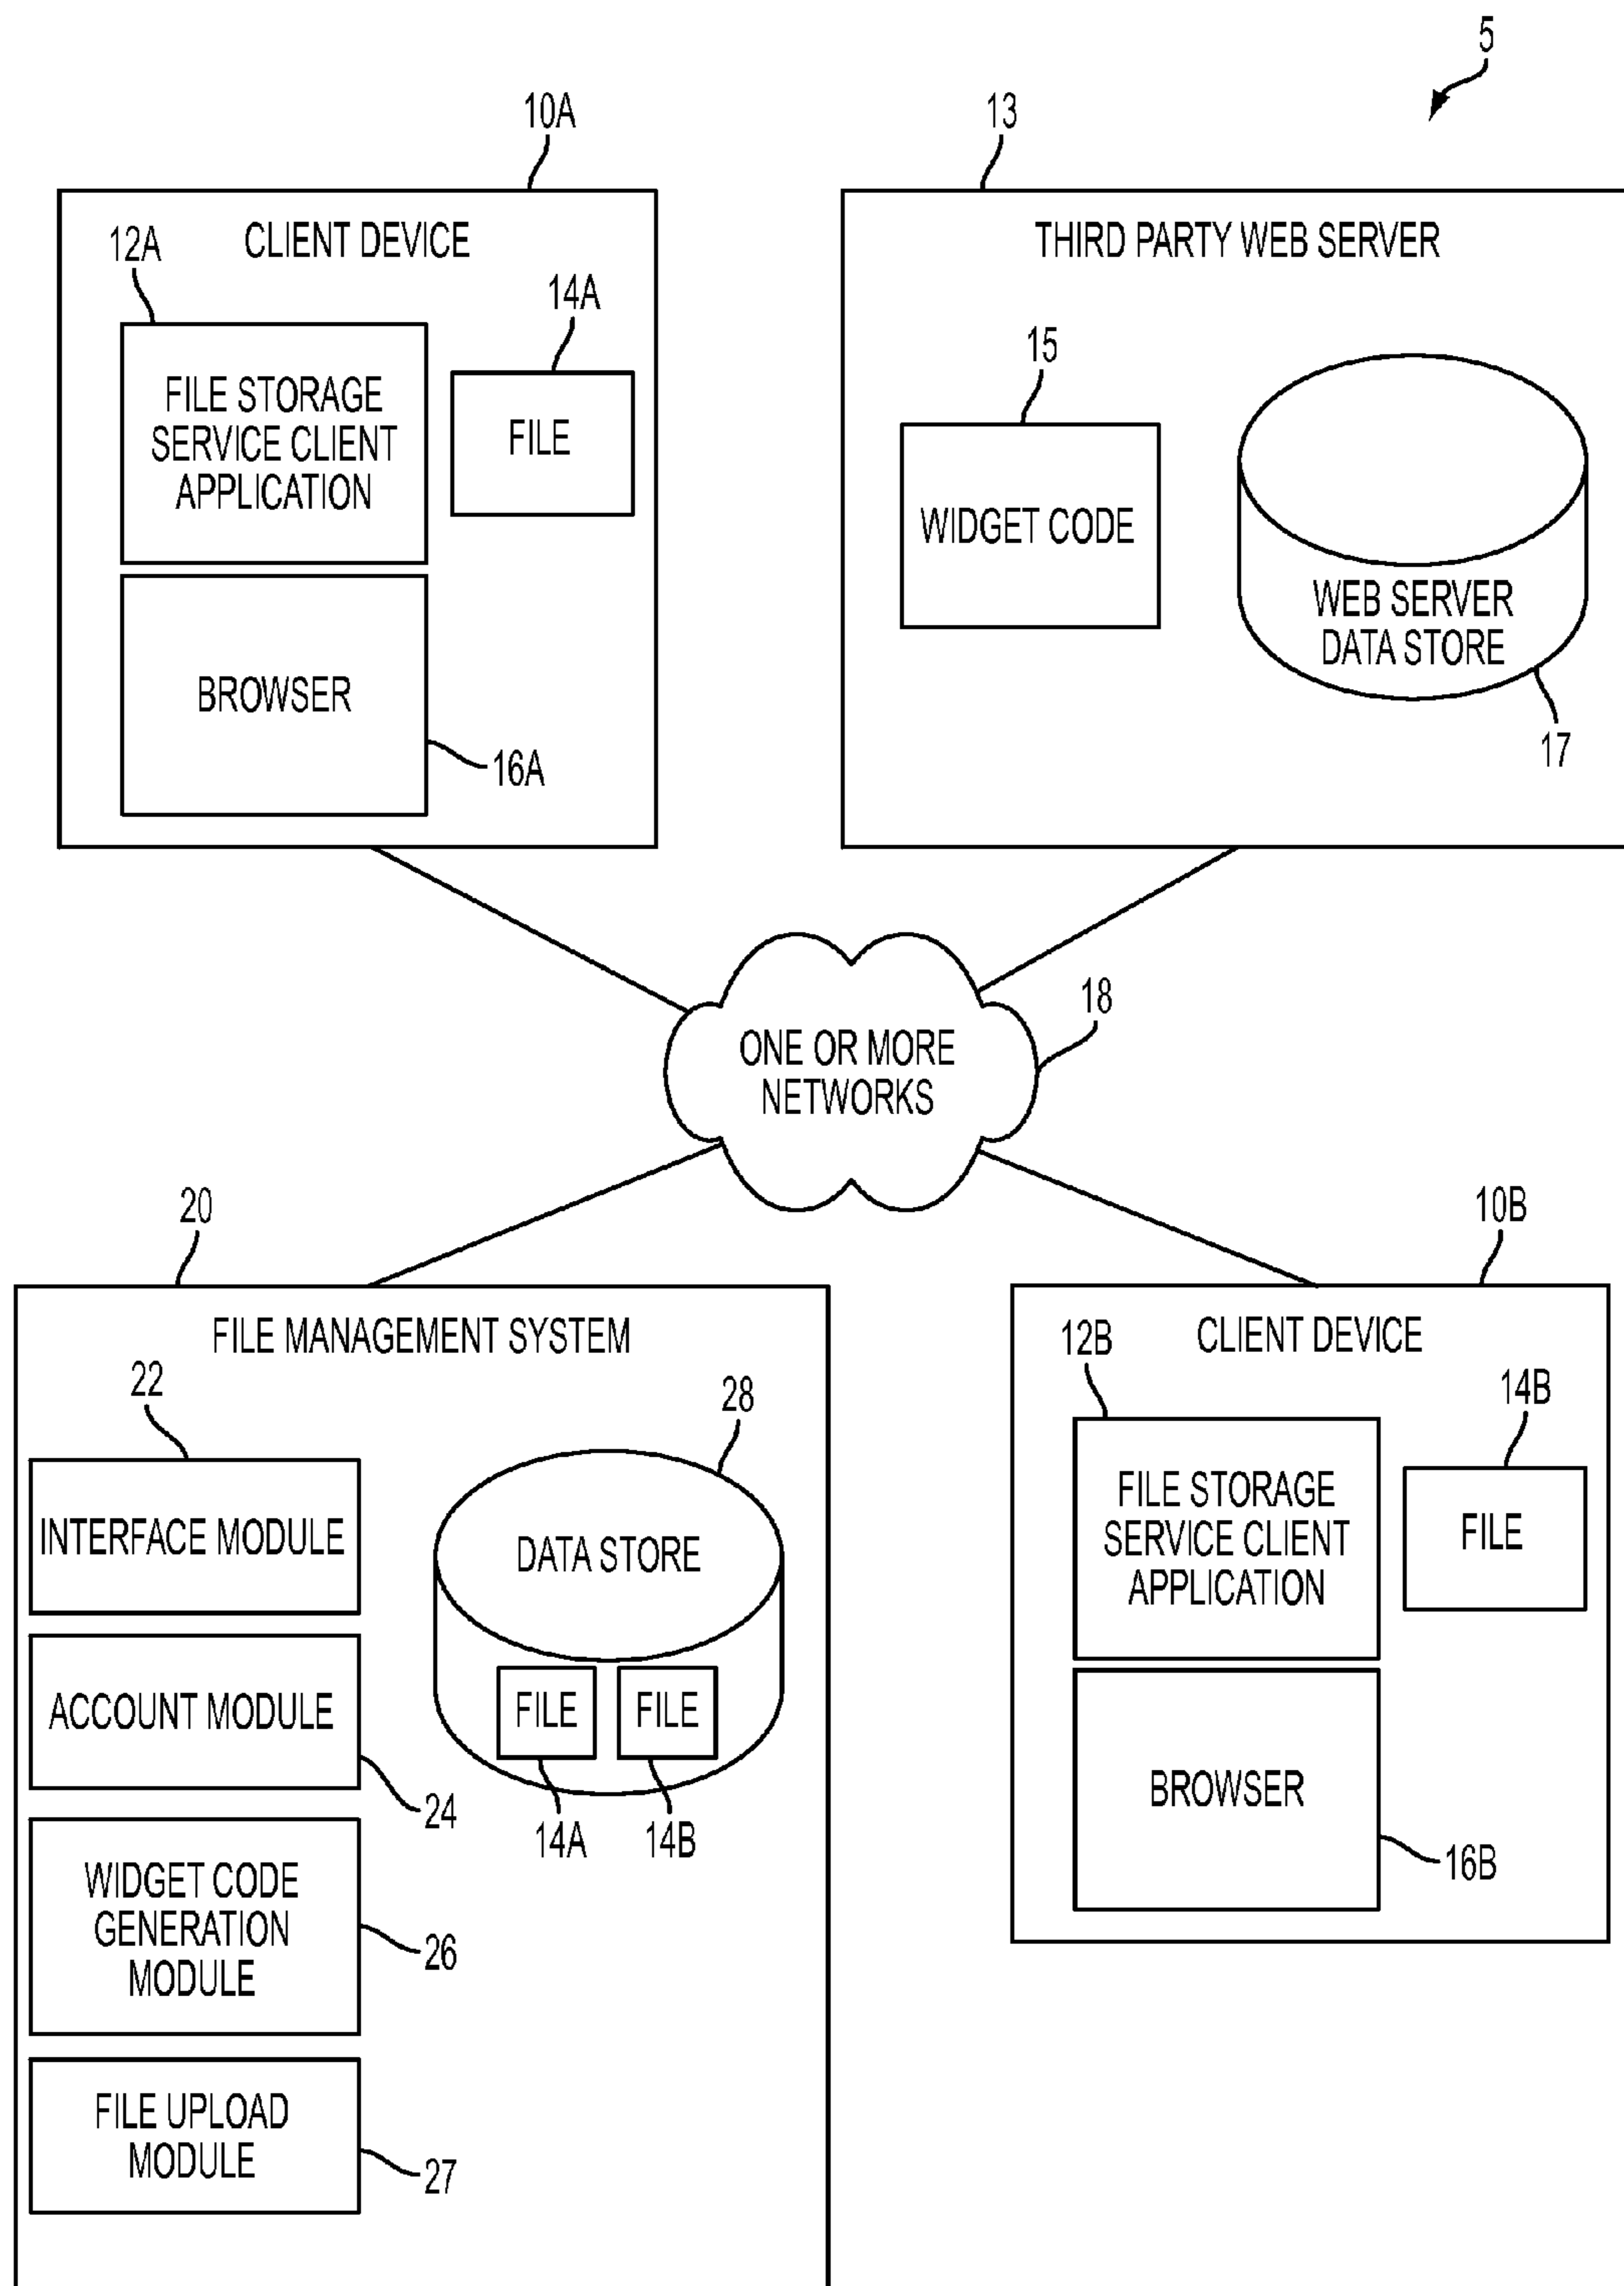 5
10A
13
CLIENT DEVICE
12A
14A
FILE STORAGE
SERVICE CLIENT
APPLICATION
FILE
BROWSER
16A
THIRD PARTY WEB SERVER
15
WIDGET CODE
WEB SERVER
DATA STORE
17
ONE OR MORE
NETWORKS
18
20
FILE MANAGEMENT SYSTEM
22
28
INTERFACE MODULE
DATA STORE
ACCOUNT MODULE
FILE
FILE
24
14A
14B
WIDGET CODE
GENERATION
MODULE
26
FILE UPLOAD
MODULE
27
10B
CLIENT DEVICE
12B
14B
FILE STORAGE
SERVICE CLIENT
APPLICATION
FILE
BROWSER
16B